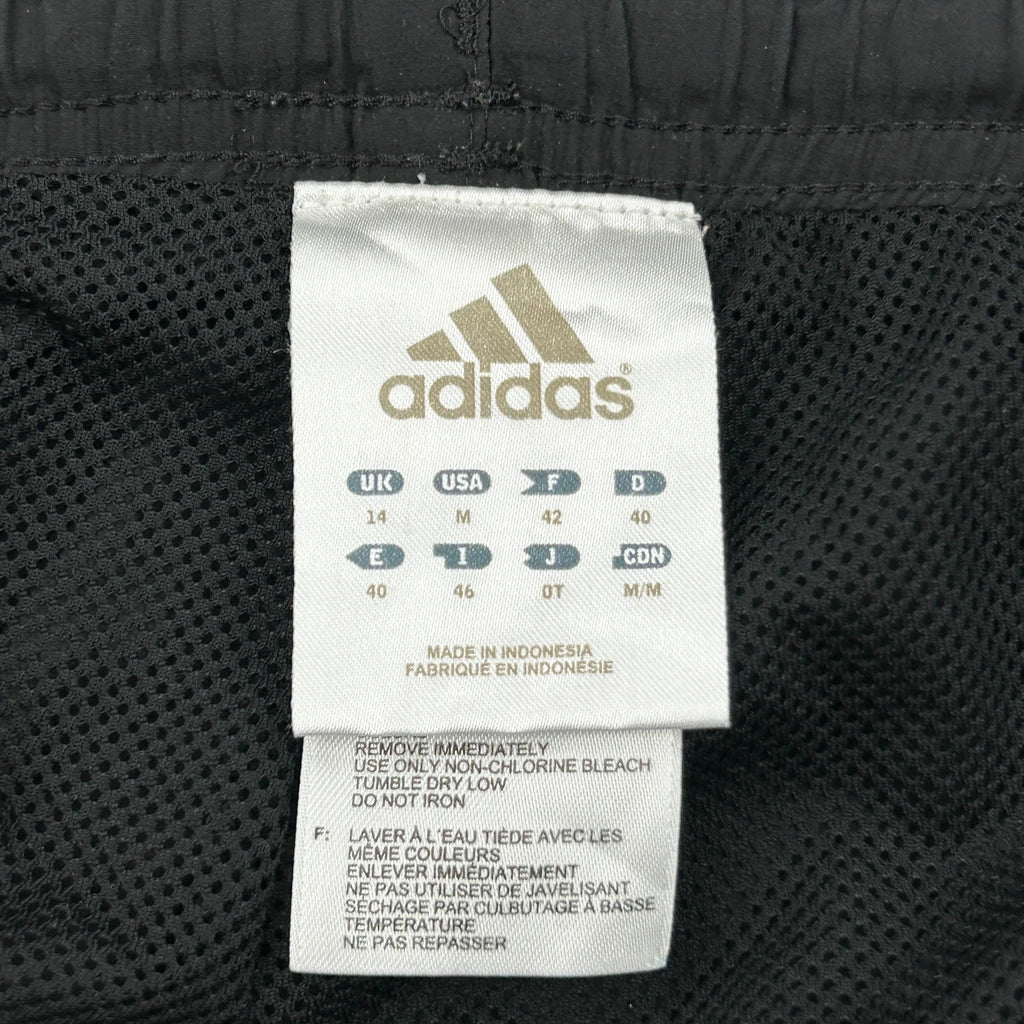 adidas®
UK USA F D
14 M 42 40
E I J CDN
40 46 OT M/M
MADE IN INDONESIA
FABRIQUÉ EN INDONÉSIE
REMOVE IMMEDIATELY
USE ONLY NON-CHLORINE BLEACH
TUMBLE DRY LOW
DO NOT IRON
F: LAVER À L'EAU TIÈDE AVEC LES
MÊME COULEURS
ENLEVER IMMÉDIATEMENT
NE PAS UTILISER DE JAVELISANT
SÉCHAGE PAR CULBUTAGE À BASSE
TEMPÉRATURE
NE PAS REPASSER